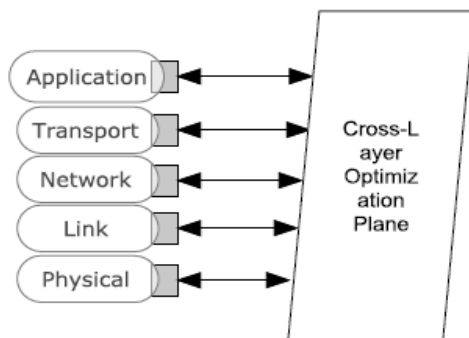 Application
Transport
Network
Link
Physical
Cross-L
ayer
Optimiz
ation
Plane